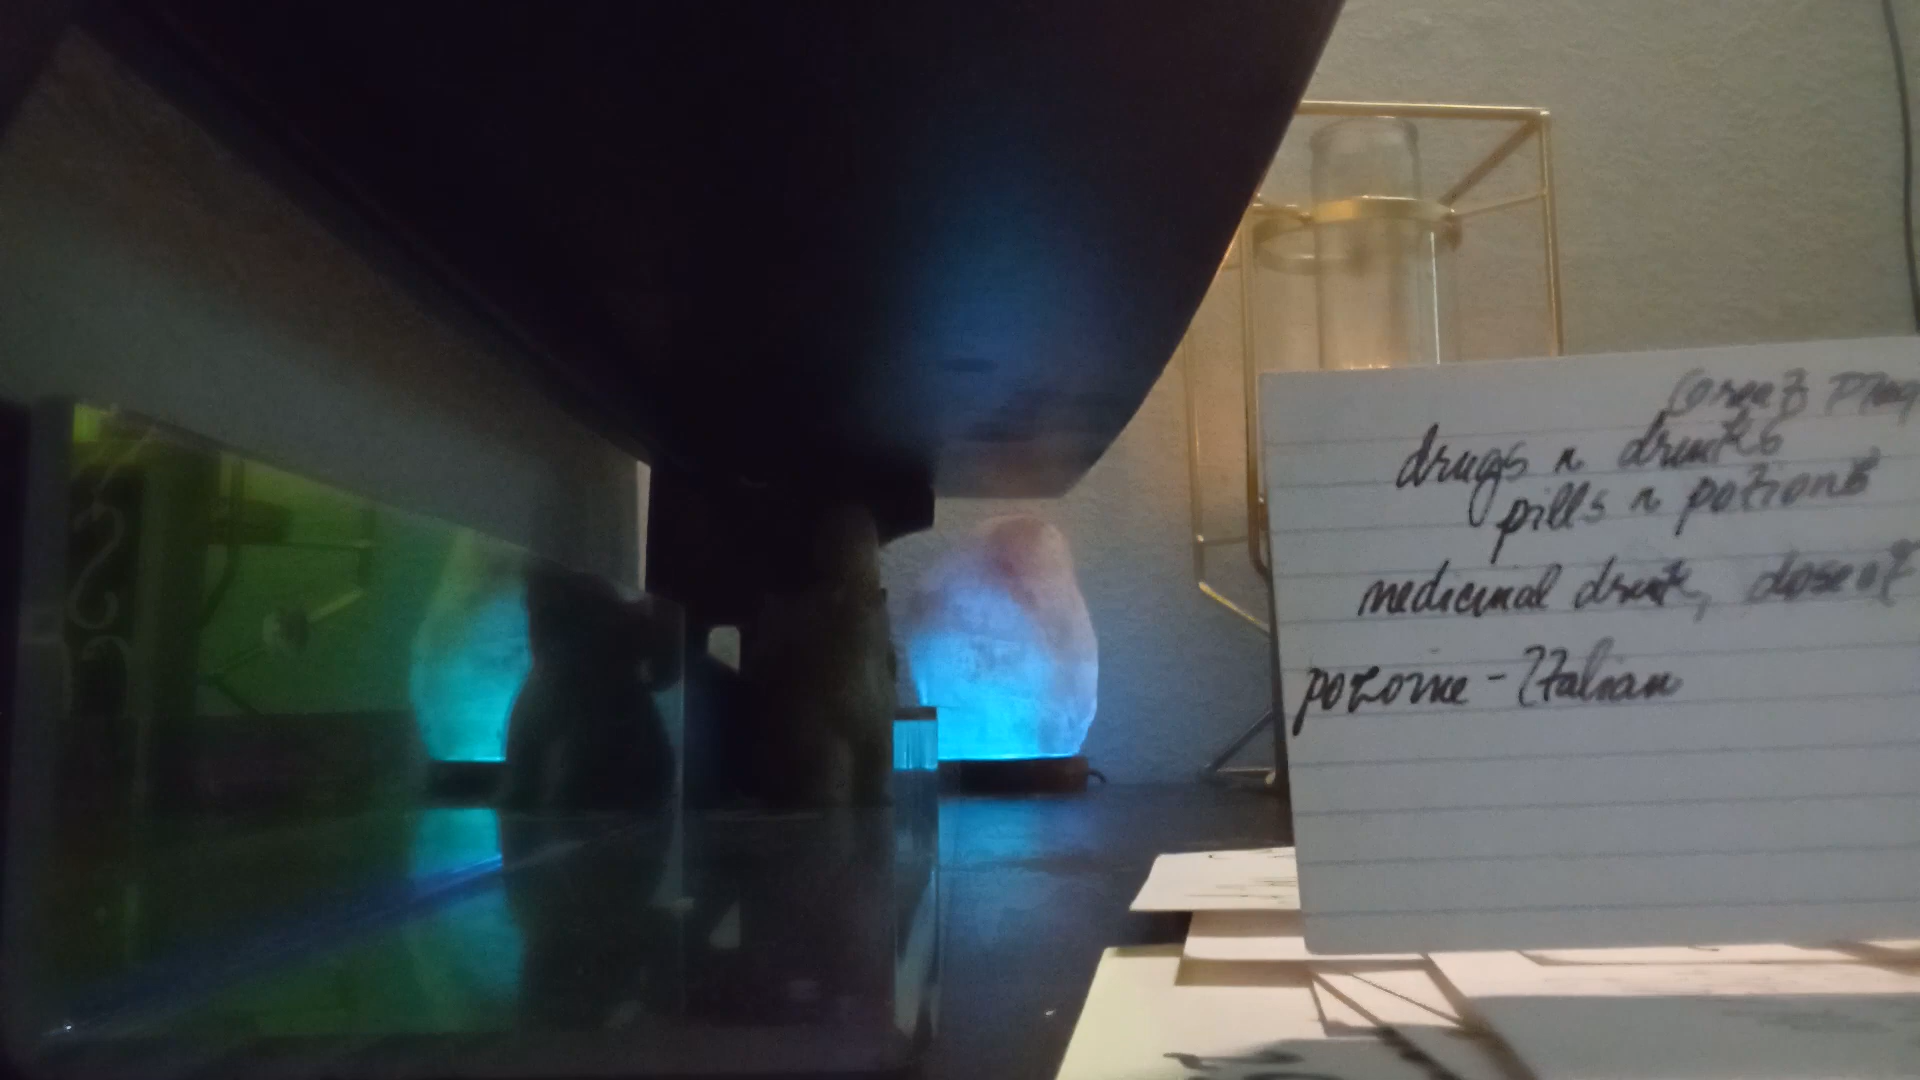 drugs n drinks
pills n potions
medicinal drink, dose of
pozione - Italian